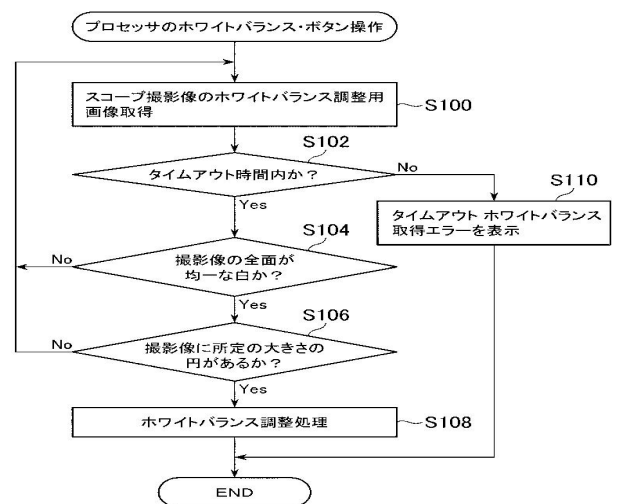 プロセッサのホワイトバランス・ボタン操作
スコープ撮影像のホワイトバランス調整用
画像取得
S100
S102
タイムアウト時間内か？
No
Yes
S110
タイムアウト ホワイトバランス
取得エラーを表示
S104
撮影像の全面が
均一な白か？
No
Yes
S106
撮影像に所定の大きさの
円があるか？
No
Yes
ホワイトバランス調整処理
S108
END